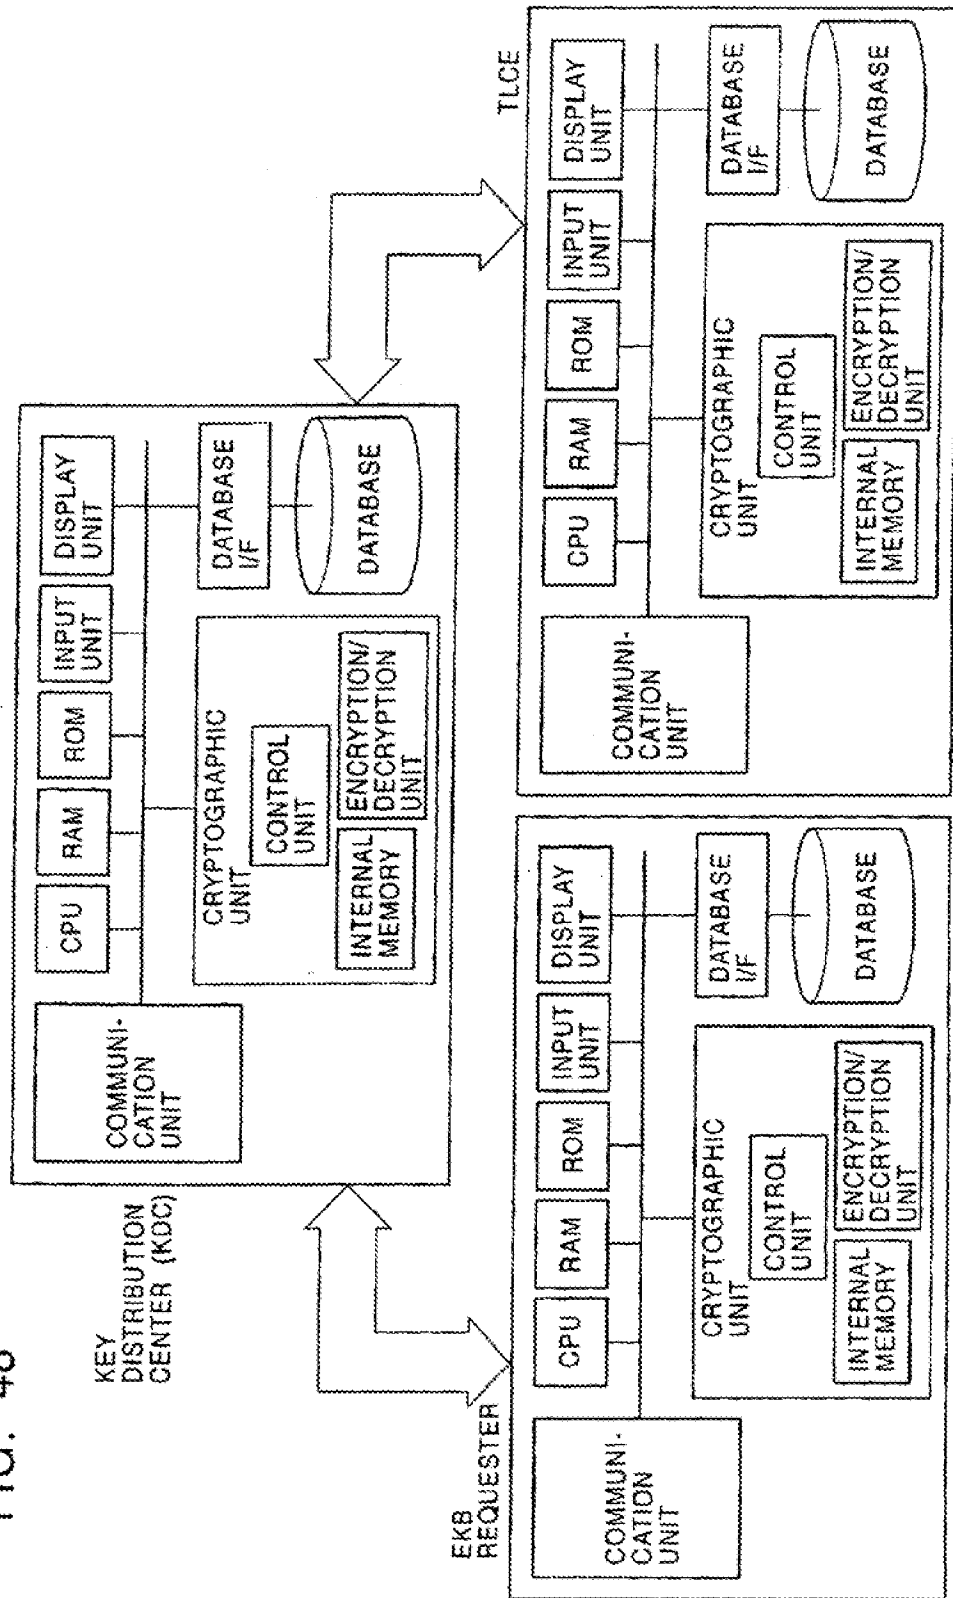 FIG. 48
KEY
DISTRIBUTION
CENTER (KDC)
COMMUNI-
CATION
UNIT
CPU
RAM
ROM
INPUT
UNIT
DISPLAY
UNIT
CRYPTOGRAPHIC
UNIT
CONTROL
UNIT
INTERNAL
MEMORY
ENCRYPTION/
DECRYPTION
UNIT
DATABASE
I/F
DATABASE
EKB
REQUESTER
COMMUNI-
CATION
UNIT
CPU
RAM
ROM
INPUT
UNIT
DISPLAY
UNIT
CRYPTOGRAPHIC
UNIT
CONTROL
UNIT
INTERNAL
MEMORY
ENCRYPTION/
DECRYPTION
UNIT
DATABASE
I/F
DATABASE
TLCE
COMMUNI-
CATION
UNIT
CPU
RAM
ROM
INPUT
UNIT
DISPLAY
UNIT
CRYPTOGRAPHIC
UNIT
CONTROL
UNIT
INTERNAL
MEMORY
ENCRYPTION/
DECRYPTION
UNIT
DATABASE
I/F
DATABASE